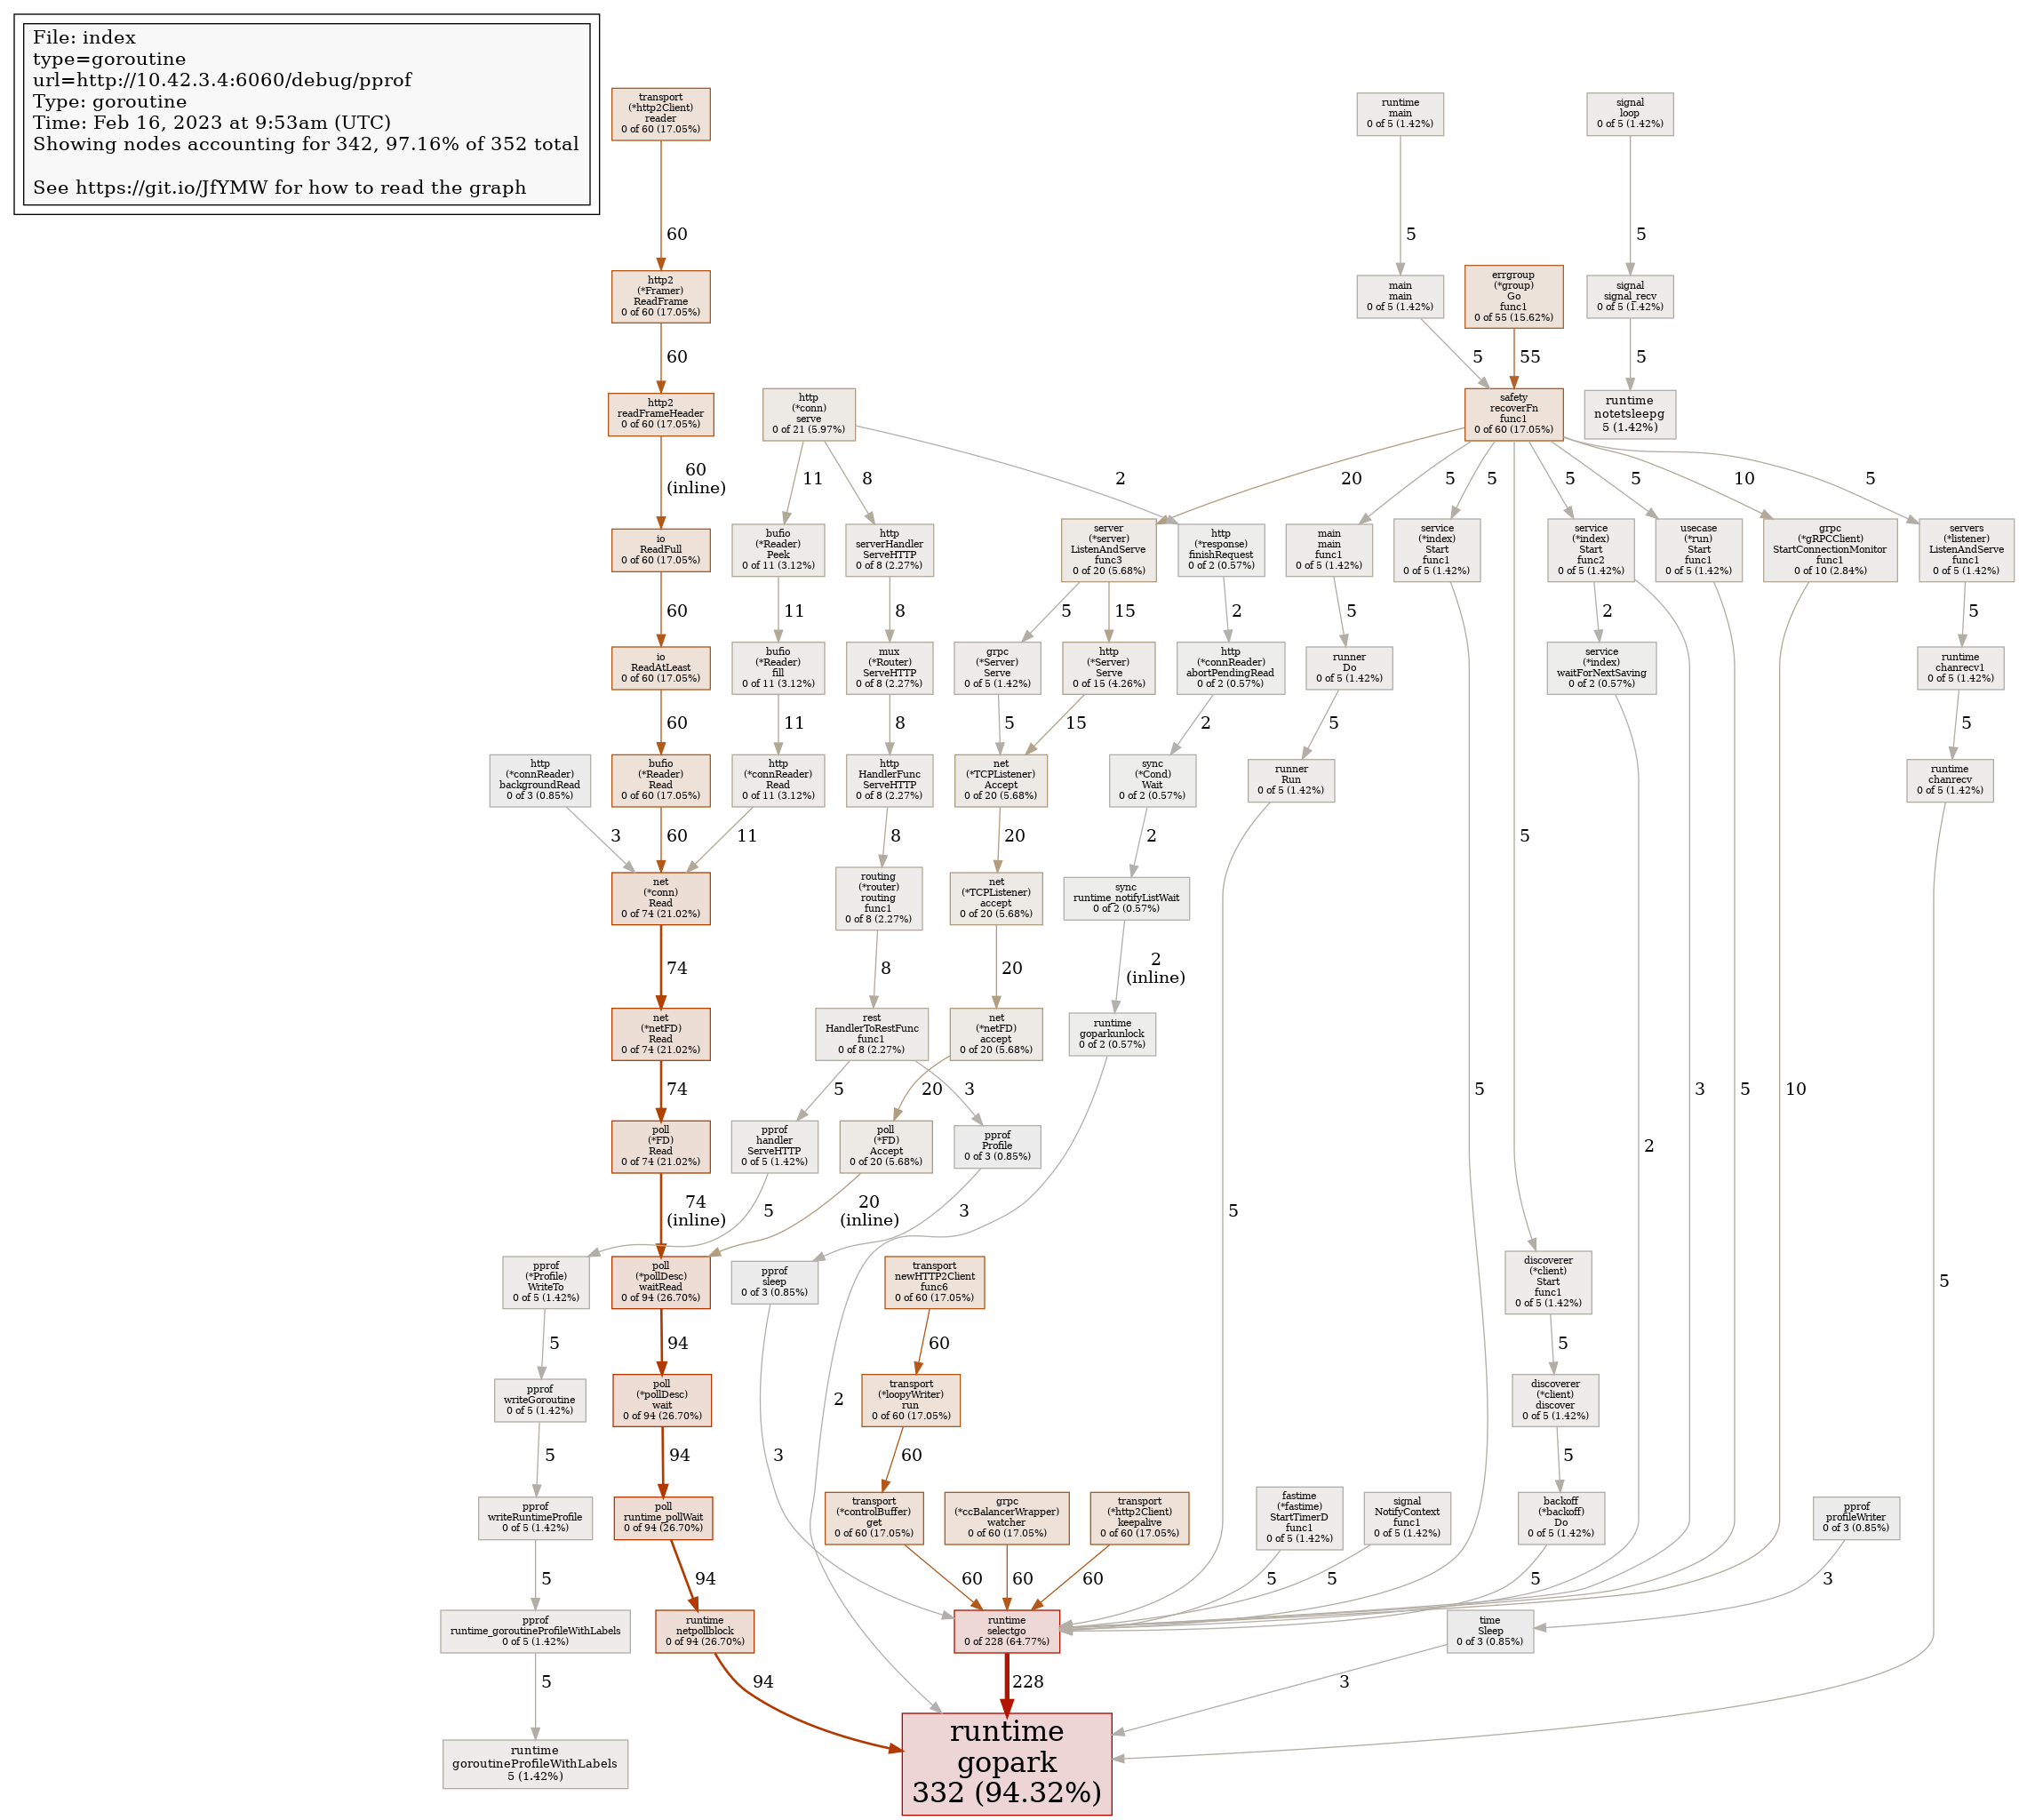 File: index
type=goroutine
url=http://10.42.3.4:6060/debug/pprof
Type: goroutine
Time: Feb 16, 2023 at 9:53am (UTC)
Showing nodes accounting for 342, 97.16% of 352 total
See https://git.io/JfYMW for how to read the graph
transport
(*http2Client)
reader
0 of 60 (17.05%)
runtime
main
0 of 5 (1.42%)
signal
loop
0 of 5 (1.42%)
60
5
5
http2
(*Framer)
ReadFrame
0 of 60 (17.05%)
main
main
0 of 5 (1.42%)
errgroup
(*group)
Go
func1
0 of 55 (15.62%)
signal
signal_recv
0 of 5 (1.42%)
60
5
55
5
http2
readFrameHeader
0 of 60 (17.05%)
http
(*conn)
serve
0 of 21 (5.97%)
safety
recoverFn
func1
0 of 60 (17.05%)
runtime
notetsleepg
5 (1.42%)
60
(inline)
11
8
2
20
5
5
5
5
10
5
io
ReadFull
0 of 60 (17.05%)
bufio
(*Reader)
Peek
0 of 11 (3.12%)
http
serverHandler
ServeHTTP
0 of 8 (2.27%)
server
(*server)
ListenAndServe
func3
0 of 20 (5.68%)
http
(*response)
finishRequest
0 of 2 (0.57%)
main
main
func1
0 of 5 (1.42%)
service
(*index)
Start
func1
0 of 5 (1.42%)
service
(*index)
Start
func2
0 of 5 (1.42%)
usecase
(*run)
Start
func1
0 of 5 (1.42%)
grpc
(*gRPCClient)
StartConnectionMonitor
func1
0 of 10 (2.84%)
servers
(*listener)
ListenAndServe
func1
0 of 5 (1.42%)
60
11
8
5
15
2
5
2
5
io
ReadAtLeast
0 of 60 (17.05%)
bufio
(*Reader)
fill
0 of 11 (3.12%)
mux
(*Router)
ServeHTTP
0 of 8 (2.27%)
grpc
(*Server)
Serve
0 of 5 (1.42%)
http
(*Server)
Serve
0 of 15 (4.26%)
http
(*connReader)
abortPendingRead
0 of 2 (0.57%)
runner
Do
0 of 5 (1.42%)
service
(*index)
waitForNextSaving
0 of 2 (0.57%)
runtime
chanrecv1
0 of 5 (1.42%)
60
11
8
5
15
2
5
5
http
(*connReader)
backgroundRead
0 of 3 (0.85%)
bufio
(*Reader)
Read
0 of 60 (17.05%)
http
(*connReader)
Read
0 of 11 (3.12%)
http
HandlerFunc
ServeHTTP
0 of 8 (2.27%)
net
(*TCPListener)
Accept
0 of 20 (5.68%)
sync
(*Cond)
Wait
0 of 2 (0.57%)
runner
Run
0 of 5 (1.42%)
runtime
chanrecv
0 of 5 (1.42%)
3
60
11
8
20
2
5
net
(*conn)
Read
0 of 74 (21.02%)
routing
(*router)
routing
func1
0 of 8 (2.27%)
net
(*TCPListener)
accept
0 of 20 (5.68%)
sync
runtime_notifyListWait
0 of 2 (0.57%)
74
8
20
2
(inline)
net
(*netFD)
Read
0 of 74 (21.02%)
rest
HandlerToRestFunc
func1
0 of 8 (2.27%)
net
(*netFD)
accept
0 of 20 (5.68%)
runtime
goparkunlock
0 of 2 (0.57%)
74
5
20
3
5
3
5
10
poll
(*FD)
Read
0 of 74 (21.02%)
pprof
handler
ServeHTTP
0 of 5 (1.42%)
poll
(*FD)
Accept
0 of 20 (5.68%)
pprof
Profile
0 of 3 (0.85%)
2
74
(inline)
5
20
(inline)
3
5
pprof
(*Profile)
WriteTo
0 of 5 (1.42%)
poll
(*pollDesc)
waitRead
0 of 94 (26.70%)
pprof
sleep
0 of 3 (0.85%)
transport
newHTTP2Client
func6
0 of 60 (17.05%)
discoverer
(*client)
Start
func1
0 of 5 (1.42%)
5
5
94
60
5
pprof
writeGoroutine
0 of 5 (1.42%)
poll
(*pollDesc)
wait
0 of 94 (26.70%)
2
transport
(*loopyWriter)
run
0 of 60 (17.05%)
discoverer
(*client)
discover
0 of 5 (1.42%)
5
94
3
60
5
pprof
writeRuntimeProfile
0 of 5 (1.42%)
poll
runtime_pollWait
0 of 94 (26.70%)
transport
(*controlBuffer)
get
0 of 60 (17.05%)
grpc
(*ccBalancerWrapper)
watcher
0 of 60 (17.05%)
transport
(*http2Client)
keepalive
0 of 60 (17.05%)
fastime
(*fastime)
StartTimerD
func1
0 of 5 (1.42%)
signal
NotifyContext
func1
0 of 5 (1.42%)
backoff
(*backoff)
Do
0 of 5 (1.42%)
pprof
profileWriter
0 of 3 (0.85%)
5
94
60
60
60
5
5
5
3
pprof
runtime_goroutineProfileWithLabels
0 of 5 (1.42%)
runtime
netpollblock
0 of 94 (26.70%)
runtime
selectgo
0 of 228 (64.77%)
time
Sleep
0 of 3 (0.85%)
5
94
228
3
runtime
goroutineProfileWithLabels
5 (1.42%)
runtime
gopark
332 (94.32%)